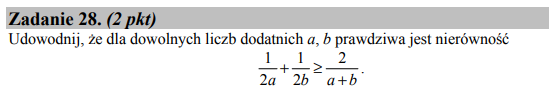 Zadanie 28. (2 pkt)
Udowodnij, że dla dowolnych liczb dodatnich a, b prawdziwa jest nierówność
1/2a + 1/2b ≥ 2/a+b .